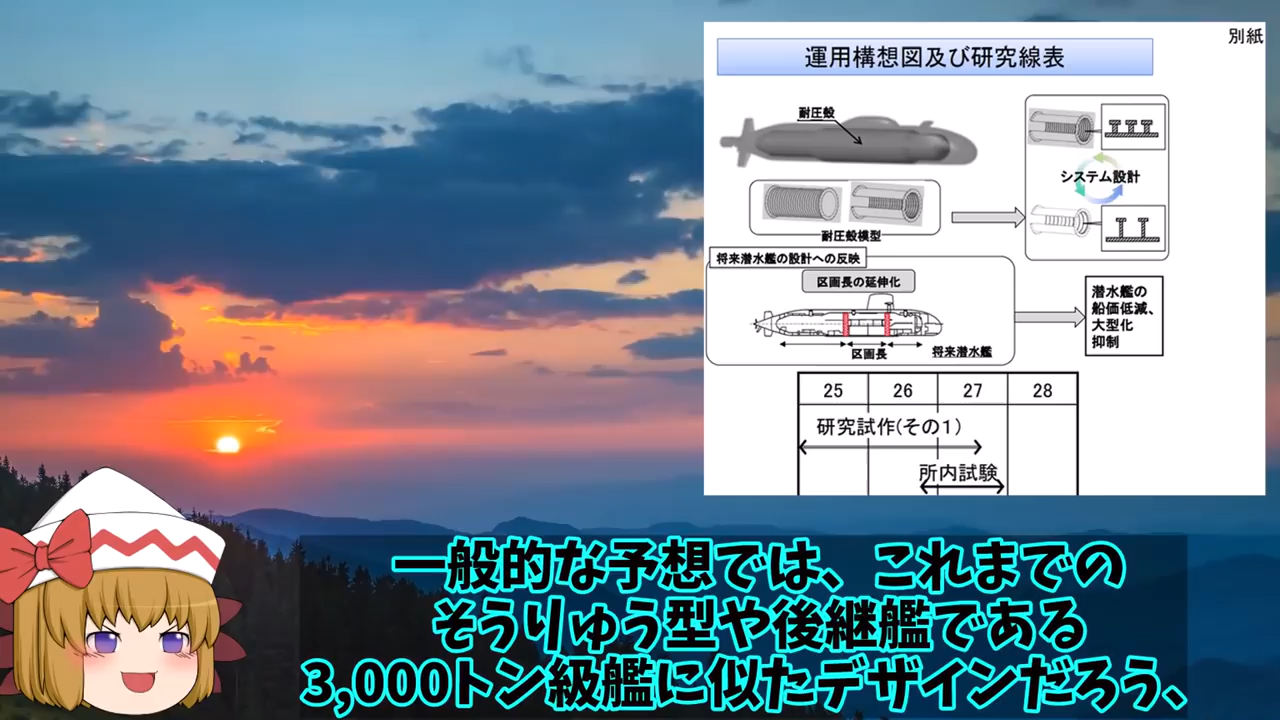 別紙
運用構想図及び研究線表
耐圧殻
システム設計
耐圧殻模型
将来潜水艦の設計への反映
区画長の延伸化
区画長
将来潜水艦
潜水艦の
船価低減、
大型化
抑制
25 26 27 28
研究試作(その1)
所内試験
一般的な予想では、これまでの
そうりゅう型や後継艦である
3,000トン級艦に似たデザインだろう、